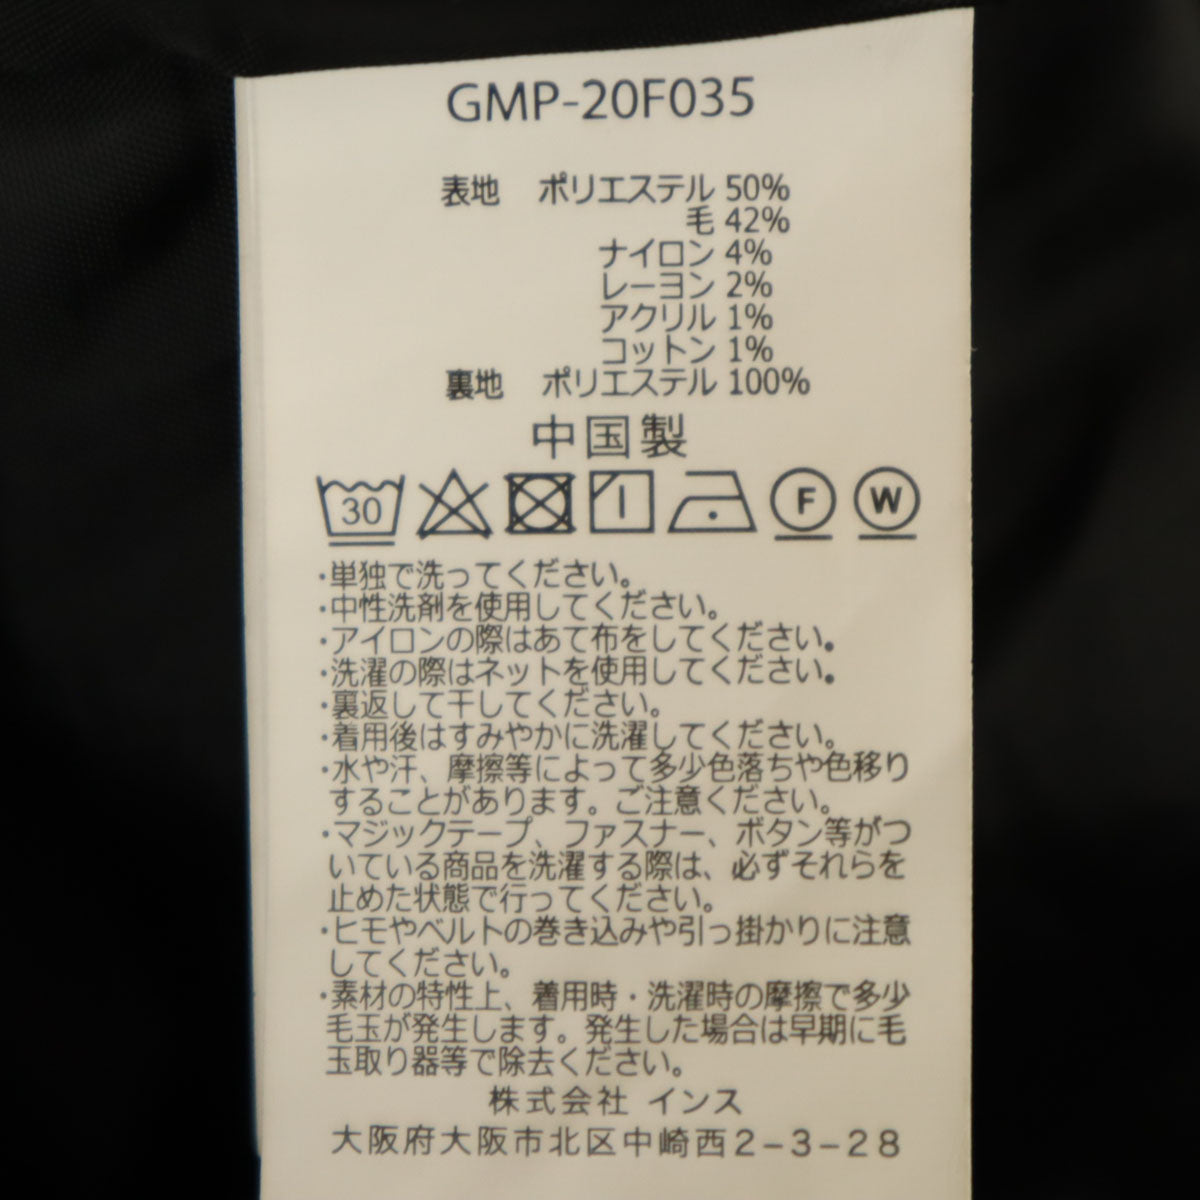 GMP-20F035
表地 ポリエステル 50%
毛 42%
ナイロン 4%
レーヨン 2%
アクリル 1%
コットン 1%
裏地 ポリエステル 100%
中国製
30 F W
・単独で洗ってください。
・中性洗剤を使用してください。
・アイロンの際はあて布をしてください。
・洗濯の際はネットを使用してください。
・裏返して干してください。
・着用後はすみやかに洗濯してください。
・水や汗、摩擦等によって多少色落ちや色移り
することがあります。ご注意ください。
・マジックテープ、ファスナー、ボタン等がつ
いている商品を洗濯する際は、必ずそれらを
止めた状態で行ってください。
・ヒモやベルトの巻き込みや引っ掛かりに注意
してください。
・素材の特性上、着用時・洗濯時の摩擦で多少
毛玉が発生します。発生した場合は早期に毛
玉取り器等で除去ください。
株式会社 インス
大阪府大阪市北区中崎西2-3-28